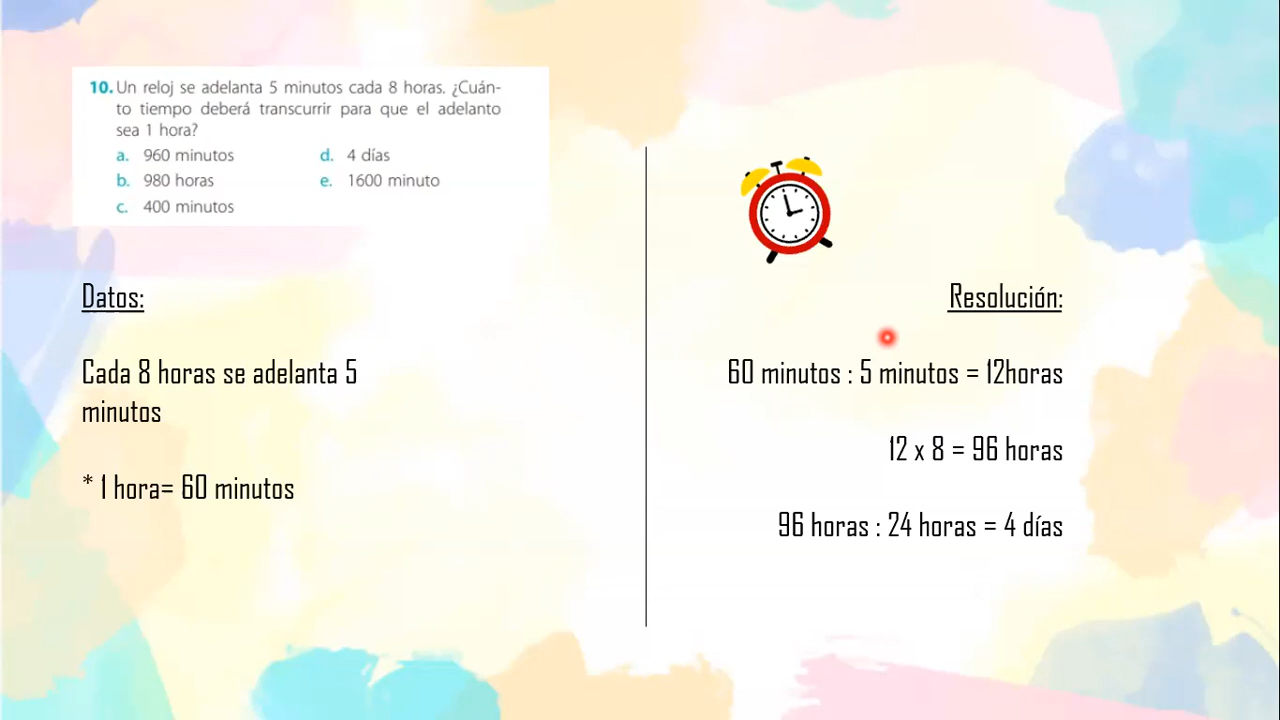 10. Un reloj se adelanta 5 minutos cada 8 horas. ¿Cuán-
to tiempo deberá transcurrir para que el adelanto
sea 1 hora?
a. 960 minutos
b. 980 horas
c. 400 minutos
d. 4 días
e. 1600 minuto
Datos:
Cada 8 horas se adelanta 5
minutos
* 1 hora= 60 minutos
Resolución:
60 minutos : 5 minutos = 12horas
12 x 8 = 96 horas
96 horas : 24 horas = 4 días